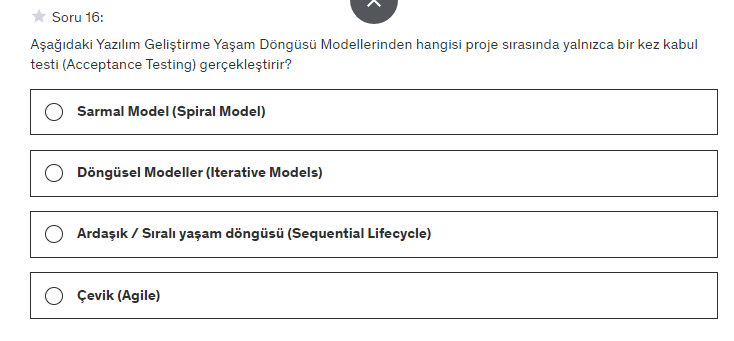 Soru 16:
Aşağıdaki Yazılım Geliştirme Yaşam Döngüsü Modellerinden hangisi proje sırasında yalnızca bir kez kabul
testi (Acceptance Testing) gerçekleştirir?
Sarmal Model (Spiral Model)
Döngüsel Modeller (Iterative Models)
Ardaşık / Sıralı yaşam döngüsü (Sequential Lifecycle)
Çevik (Agile)